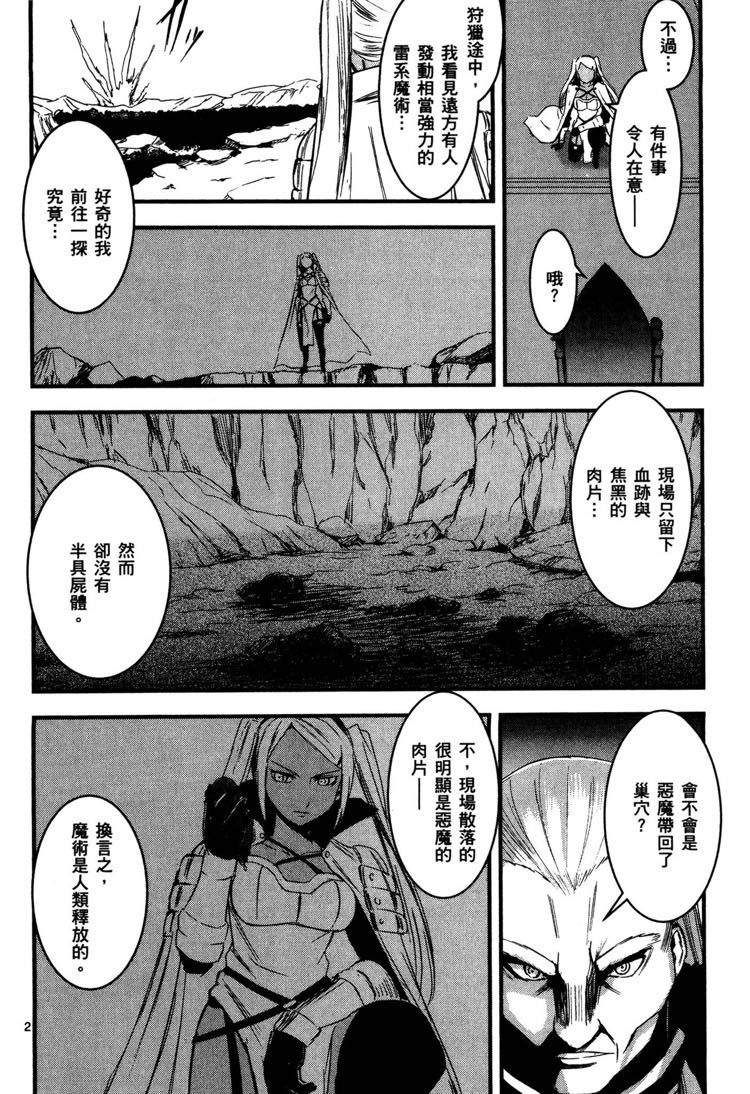 不過…
有件事
令人在意——
哦?
狩獵途中,
我看見遠方有人
發動相當強力的
雷系魔術…
好奇的我
前往一探
究竟…
現場只留下
血跡與
焦黑的
肉片…
然而
卻沒有
半具屍體。
會不會是
惡魔帶回了
巢穴?
不,現場散落的
很明顯是惡魔的
肉片——
換言之,
魔術是人類釋放的。
2